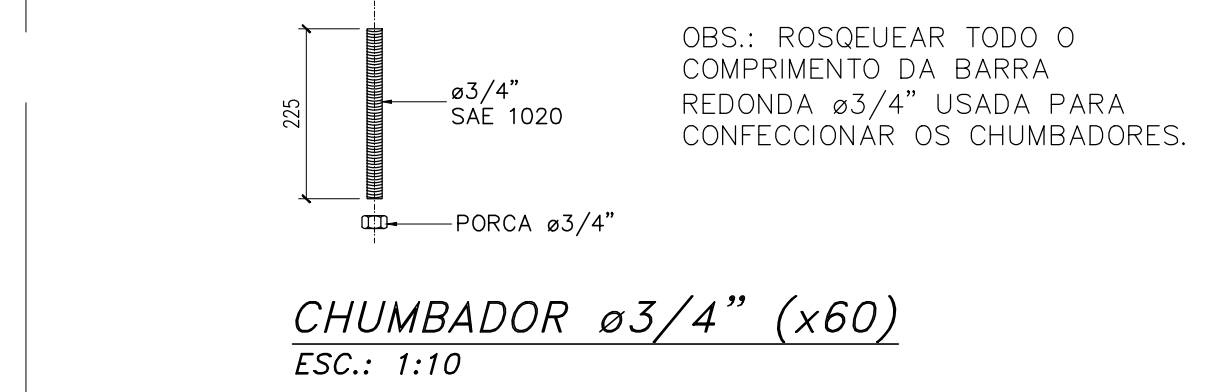 225
ø3/4"
SAE 1020
PORCA ø3/4"
OBS.: ROSQEUEAR TODO O
COMPRIMENTO DA BARRA
REDONDA ø3/4" USADA PARA
CONFECCIONAR OS CHUMBADORES.
CHUMBADOR ø3/4" (x60)
ESC.: 1:10